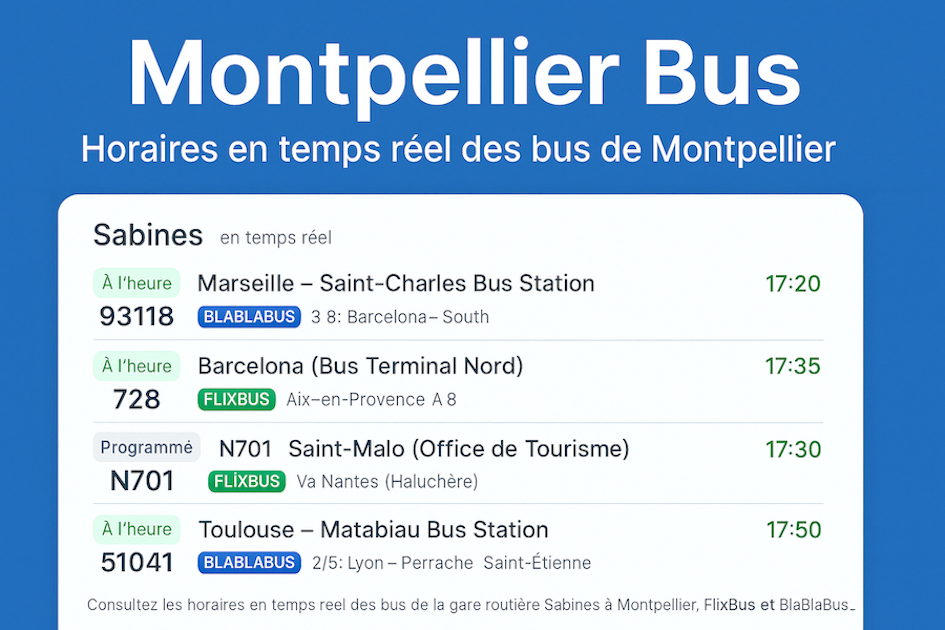 Montpellier Bus
Horaires en temps réel des bus de Montpellier
Sabines en temps réel
À l'heure Marseille – Saint-Charles Bus Station 17:20
93118 BLABLABUS 3 8: Barcelona– South
À l'heure Barcelona (Bus Terminal Nord) 17:35
728 FLIXBUS Aix–en-Provence A 8
Programmé N701 Saint-Malo (Office de Tourisme) 17:30
N701 FLİXBUS Va Nantes (Haluchère)
À l'heure Toulouse – Matabiau Bus Station 17:50
51041 BLABLABUS 2/5: Lyon – Perrache Saint-Étienne
Consultez les horaires en temps reel des bus de la gare routière Sabines à Montpellier, FlixBus et BlaBlaBus_